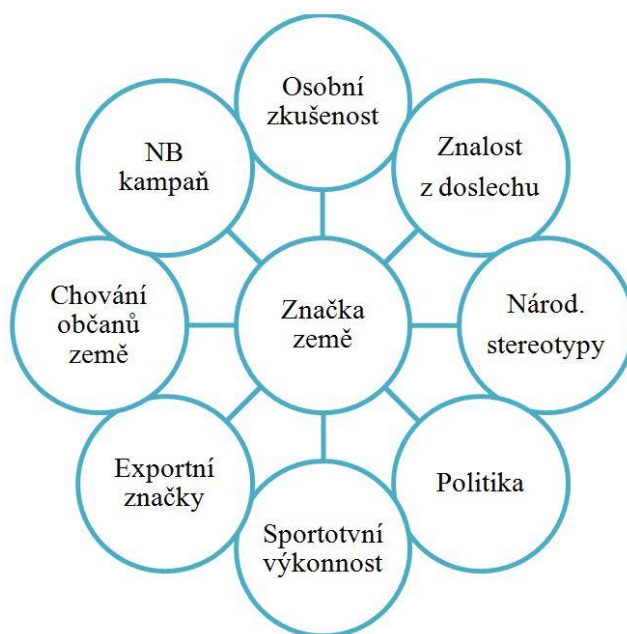 Osobní
zkušenost
Znalost
z doslechu
Národ.
stereotypy
Politika
Sportotvní
výkonnost
Exportní
značky
Chování
občanů
země
NB
kampaň
Značka
země